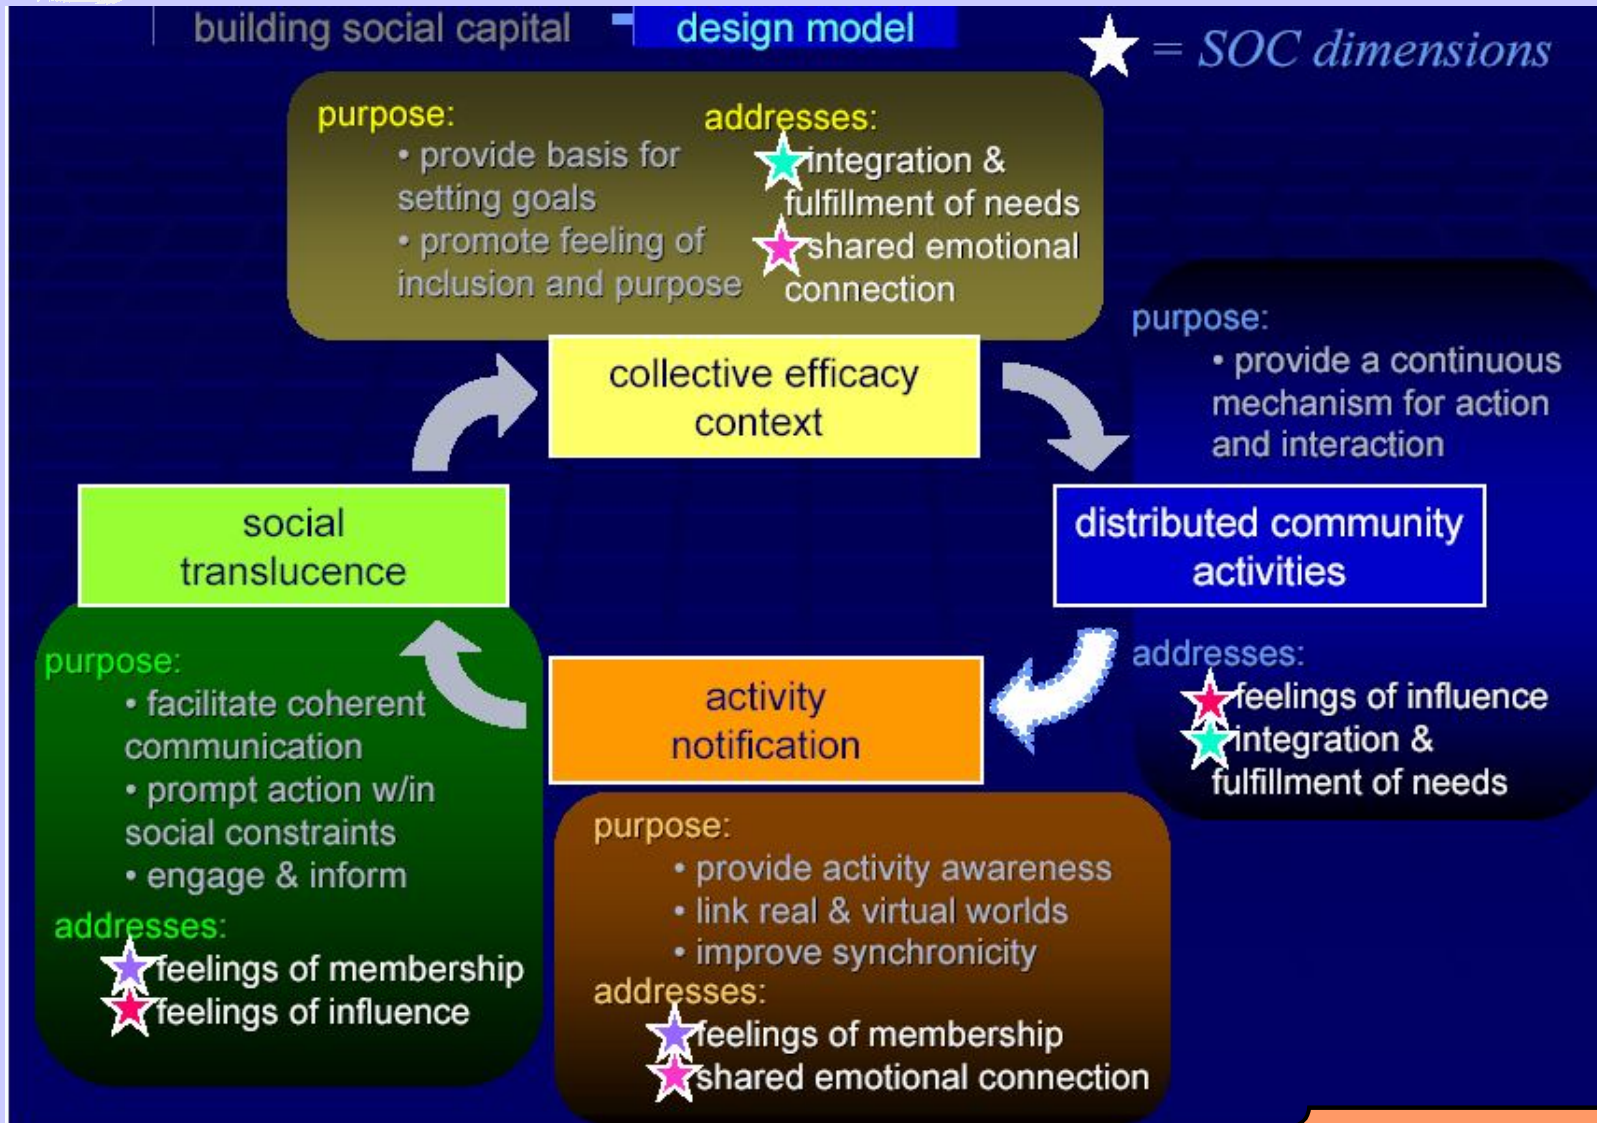 building social capital
design model
= SOC dimensions
purpose:
• provide basis for
setting goals
• promote feeling of
inclusion and purpose
addresses:
integration &
fulfillment of needs
shared emotional
connection
collective efficacy
context
purpose:
• provide a continuous
mechanism for action
and interaction
distributed community
activities
addresses:
feelings of influence
integration &
fulfillment of needs
activity
notification
purpose:
• provide activity awareness
• link real & virtual worlds
• improve synchronicity
addresses:
feelings of membership
shared emotional connection
social
translucence
purpose:
• facilitate coherent
communication
• prompt action w/in
social constraints
• engage & inform
addresses:
feelings of membership
feelings of influence